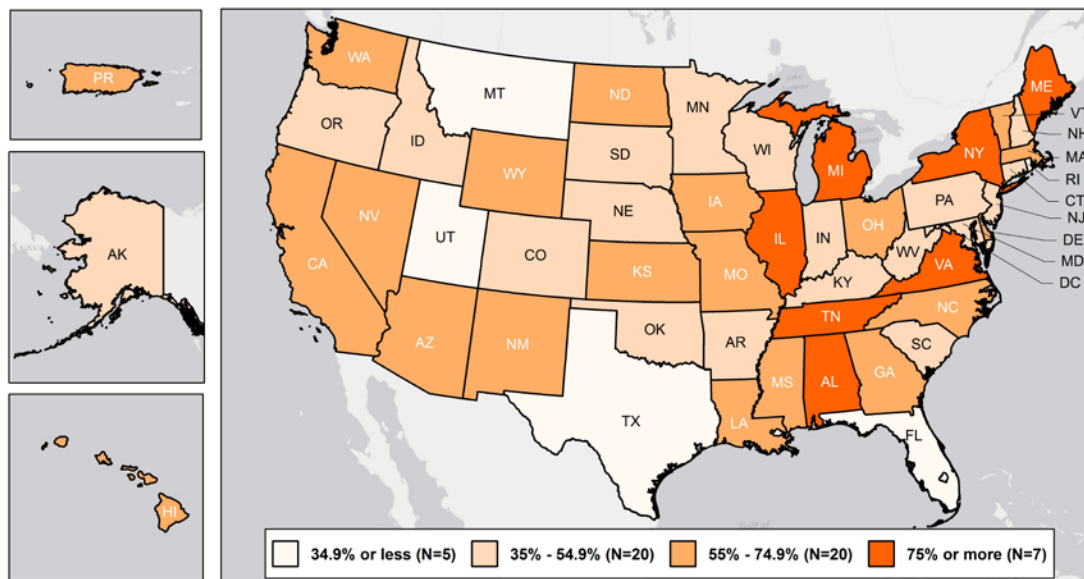 PR
AK
HI
WA
MT
ND
MN
ME
OR
ID
SD
WI
MI
NY
V
NH
MA
RI
CT
NJ
DE
MD
DC
WY
NE
IA
PA
NV
UT
CO
IL
IN
OH
WV
VA
CA
KS
MO
KY
AZ
NM
OK
AR
TN
NC
SC
TX
LA
MS
AL
GA
FL
34.9% or less (N=5)
35% - 54.9% (N=20)
55% - 74.9% (N=20)
75% or more (N=7)